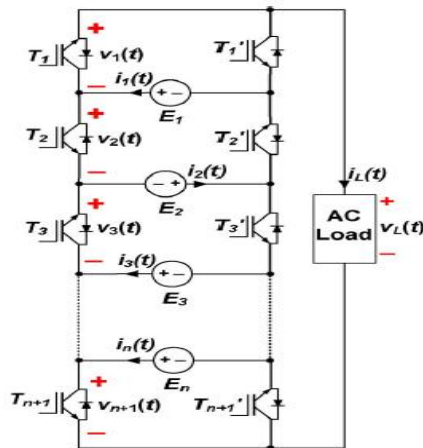 +
T1 v1(t) T1'
− i1(t) + −
E1
+
T2 v2(t) T2'
− − + i2(t) iL(t)
E2
+
T3 v3(t) T3' AC Load + vL(t) −
− i3(t) + −
E3
in(t) + −
En
+
Tn+1 vn+1(t) Tn+1'
−